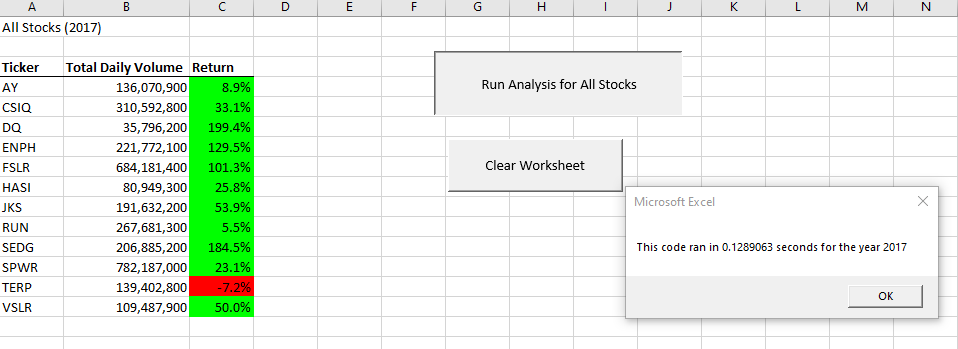 A B C D E F G H I J K L M N
All Stocks (2017)
Ticker Total Daily Volume Return
AY 136,070,900 8.9%
CSIQ 310,592,800 33.1%
DQ 35,796,200 199.4%
ENPH 221,772,100 129.5%
FSLR 684,181,400 101.3%
HASI 80,949,300 25.8%
JKS 191,632,200 53.9%
RUN 267,681,300 5.5%
SEDG 206,885,200 184.5%
SPWR 782,187,000 23.1%
TERP 139,402,800 -7.2%
VSLR 109,487,900 50.0%
Run Analysis for All Stocks
Clear Worksheet
Microsoft Excel
This code ran in 0.1289063 seconds for the year 2017
OK